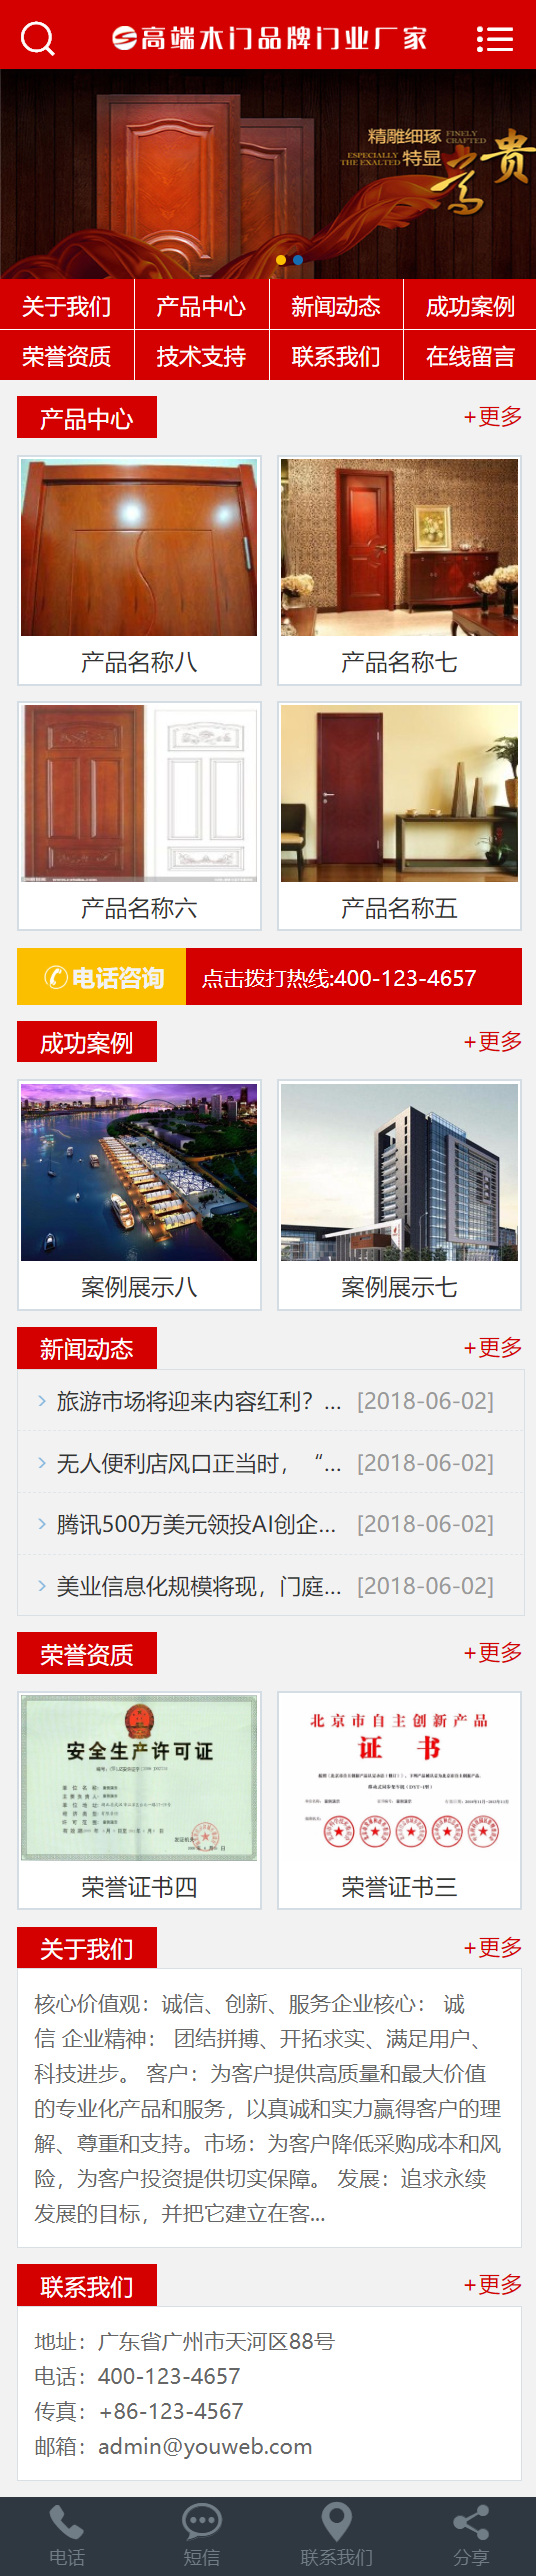 高端木门品牌门业厂家
精雕细琢 FINELY CRAFTED
ESPECIALLY THE EXALTED 特显
高贵
关于我们 产品中心 新闻动态 成功案例
荣誉资质 技术支持 联系我们 在线留言
产品中心 +更多
产品名称八 产品名称七
产品名称六 产品名称五
电话咨询 点击拨打热线:400-123-4657
成功案例 +更多
案例展示八 案例展示七
新闻动态 +更多
旅游市场将迎来内容红利？... [2018-06-02]
无人便利店风口正当时，“... [2018-06-02]
腾讯500万美元领投AI创企... [2018-06-02]
美业信息化规模将现，门庭... [2018-06-02]
荣誉资质 +更多
安全生产许可证
北京市自主创新产品
证 书
荣誉证书四 荣誉证书三
关于我们 +更多
核心价值观：诚信、创新、服务企业核心： 诚
信 企业精神： 团结拼搏、开拓求实、满足用户、
科技进步。 客户：为客户提供高质量和最大价值
的专业化产品和服务，以真诚和实力赢得客户的理
解、尊重和支持。市场：为客户降低采购成本和风
险，为客户投资提供切实保障。 发展：追求永续
发展的目标，并把它建立在客...
联系我们 +更多
地址：广东省广州市天河区88号
电话：400-123-4657
传真：+86-123-4567
邮箱：admin@youweb.com
电话 短信 联系我们 分享